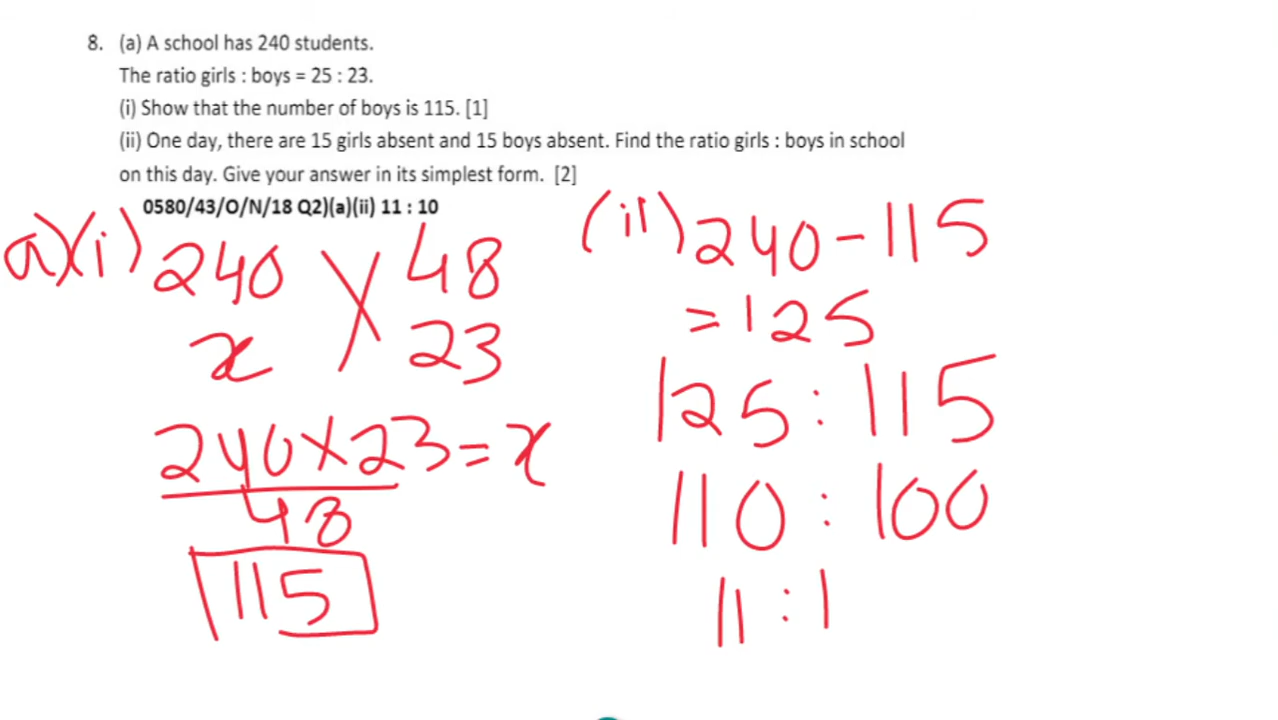 8. (a) A school has 240 students.
The ratio girls : boys = 25 : 23.
(i) Show that the number of boys is 115. [1]
(ii) One day, there are 15 girls absent and 15 boys absent. Find the ratio girls : boys in school
on this day. Give your answer in its simplest form. [2]
0580/43/O/N/18 Q2)(a)(ii) 11 : 10
a)(i) 240 X 48
x 23
240 x 23 = x
48
115
(ii) 240 - 115
= 125
125 : 115
110 : 100
11 : 1